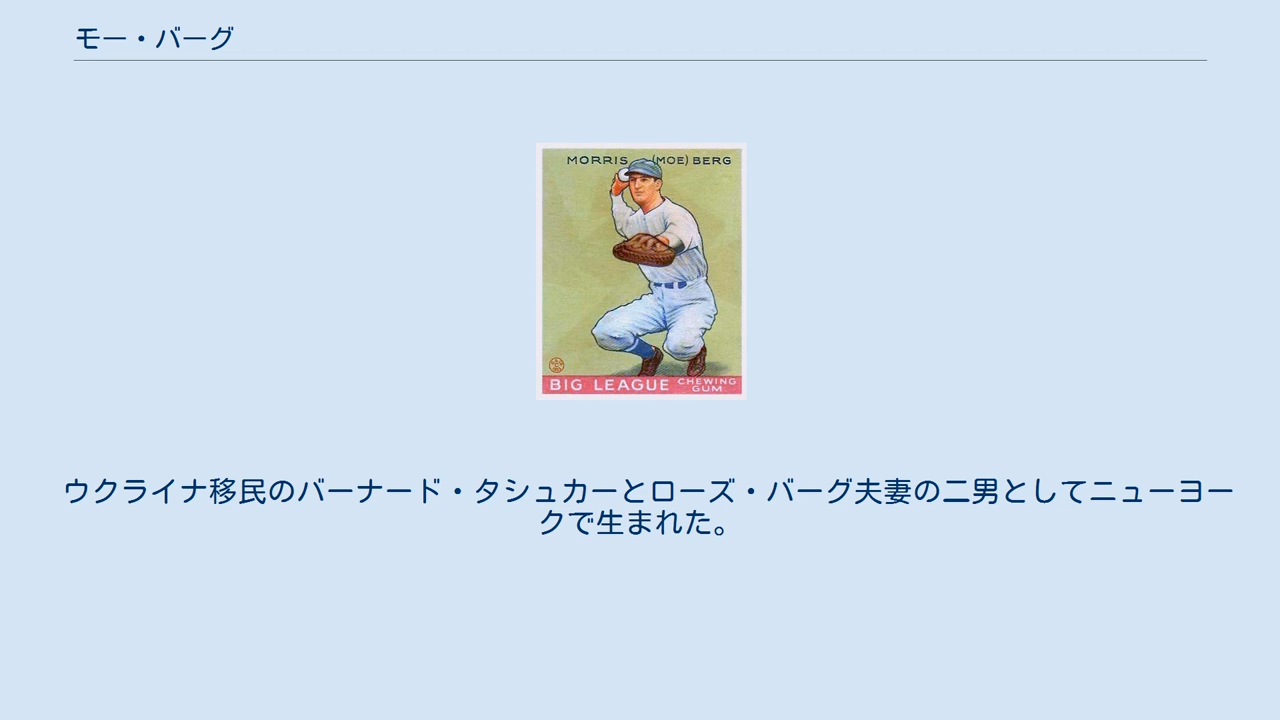 モー・バーグ
MORRIS (MOE) BERG
BIG LEAGUE CHEWING GUM
ウクライナ移民のバーナード・タシュカーとローズ・バーグ夫妻の二男としてニューヨー
クで生まれた。